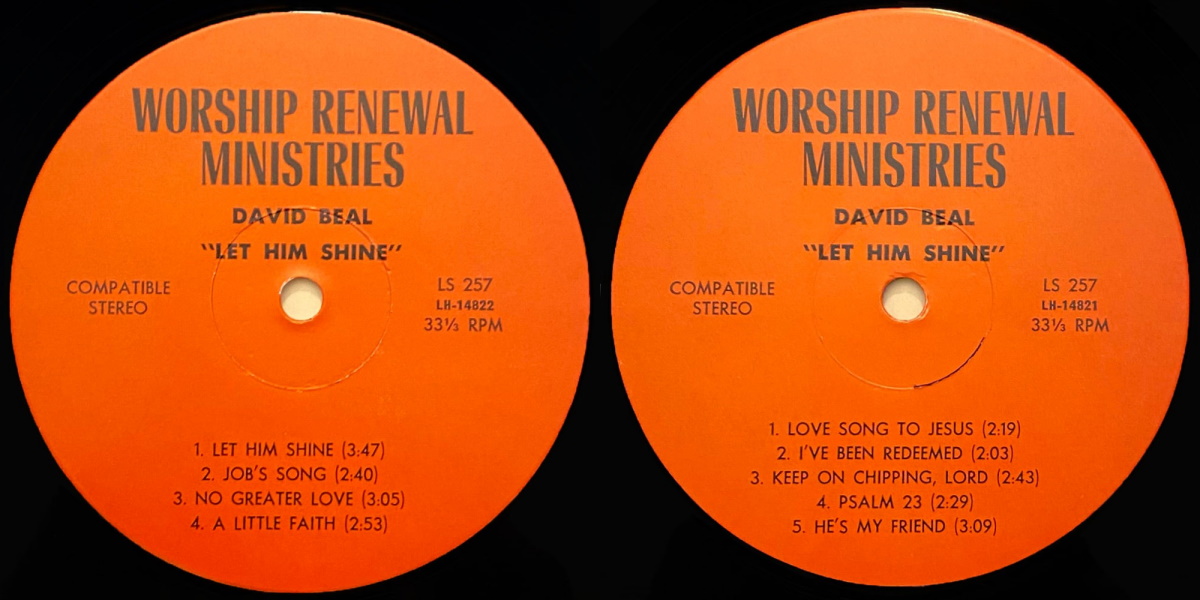 WORSHIP RENEWAL
MINISTRIES
DAVID BEAL
"LET HIM SHINE"
COMPATIBLE
STEREO
LS 257
LH-14822
33⅓ RPM
1. LET HIM SHINE (3:47)
2. JOB'S SONG (2:40)
3. NO GREATER LOVE (3:05)
4. A LITTLE FAITH (2:53)
WORSHIP RENEWAL
MINISTRIES
DAVID BEAL
"LET HIM SHINE"
COMPATIBLE
STEREO
LS 257
LH-14821
33⅓ RPM
1. LOVE SONG TO JESUS (2:19)
2. I'VE BEEN REDEEMED (2:03)
3. KEEP ON CHIPPING, LORD (2:43)
4. PSALM 23 (2:29)
5. HE'S MY FRIEND (3:09)